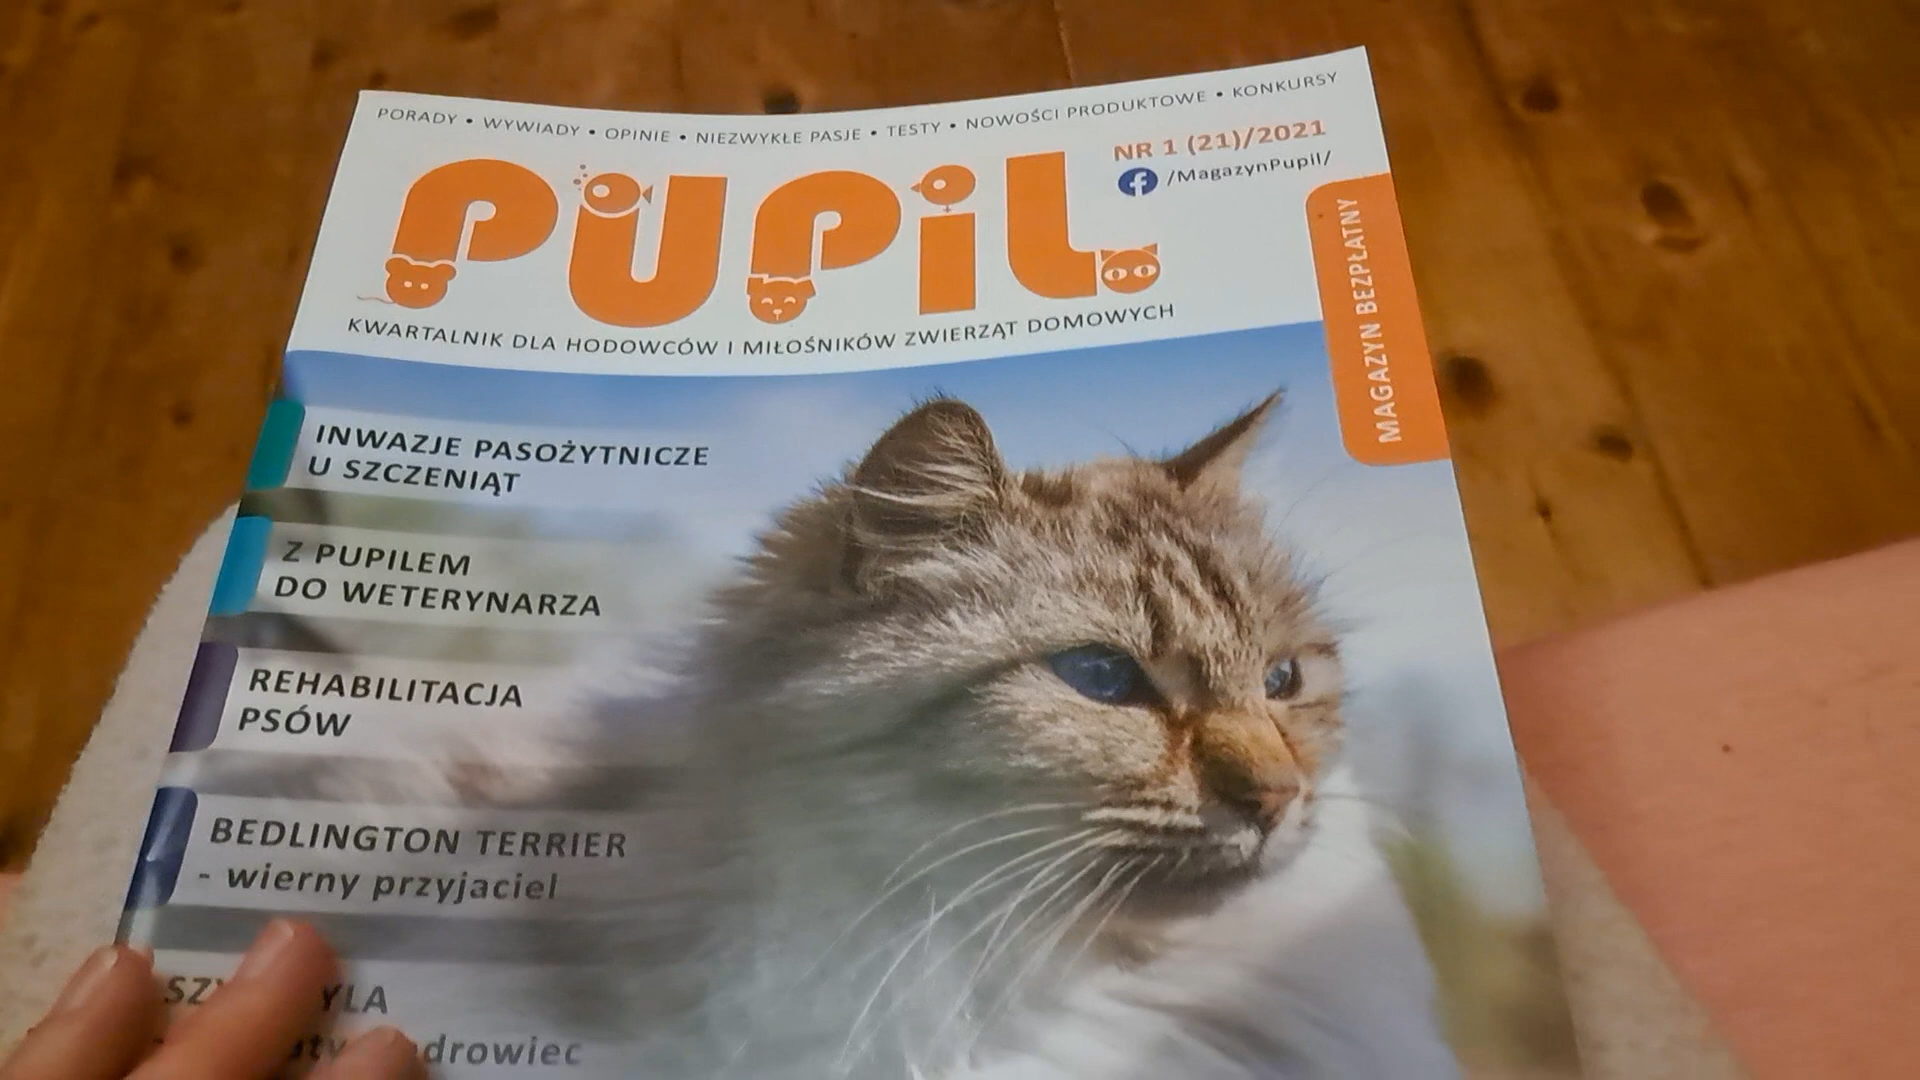 PORADY • WYWIADY • OPINIE • NIEZWYKŁE PASJE • TESTY • NOWOŚCI PRODUKTOWE • KONKURSY
NR 1 (21)/2021
/MagazynPupil/
PUPiL
KWARTALNIK DLA HODOWCÓW I MIŁOŚNIKÓW ZWIERZĄT DOMOWYCH
MAGAZYN BEZPŁATNY
INWAZJE PASOŻYTNICZE
U SZCZENIĄT
Z PUPILEM
DO WETERYNARZA
REHABILITACJA
PSÓW
BEDLINGTON TERRIER
- wierny przyjaciel